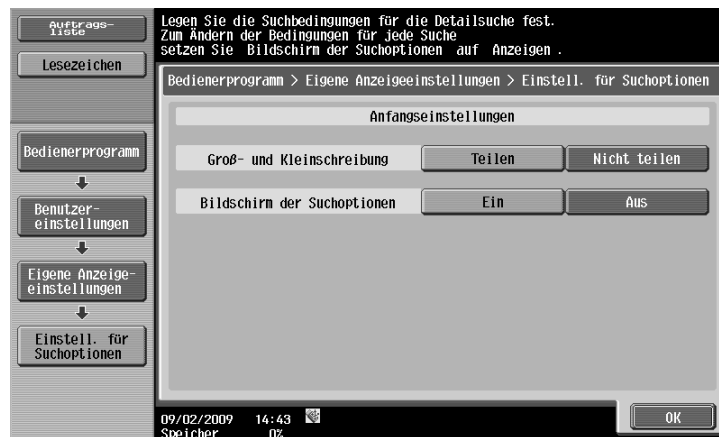 Auftrags-
liste
Lesezeichen
Bedienerprogramm
Benutzer-
einstellungen
Eigene Anzeige-
einstellungen
Einstell. für
Suchoptionen
Legen Sie die Suchbedingungen für die Detailsuche fest.
Zum Ändern der Bedingungen für jede Suche
setzen Sie Bildschirm der Suchoptionen auf Anzeigen .
Bedienerprogramm > Eigene Anzeigeeinstellungen > Einstell. für Suchoptionen
Anfangseinstellungen
Groß- und Kleinschreibung Teilen Nicht teilen
Bildschirm der Suchoptionen Ein Aus
09/02/2009 14:43
Speicher 0%
OK